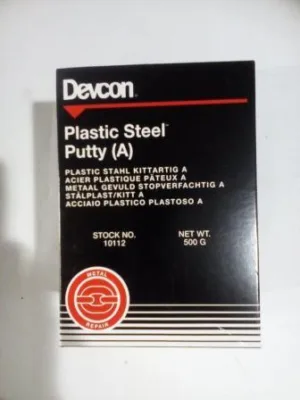 Devcon
Plastic Steel™
Putty (A)
PLASTIC STAHL KITTARTIG A
ACIER PLASTIQUE PÂTEUX A
METAAL GEVULD STOPVERFACHTIG A
STÅLPLAST/KITT A
ACCIAIO PLASTICO PLASTOSO A
STOCK NO. NET WT.
10112 500 G
METAL
REPAIR